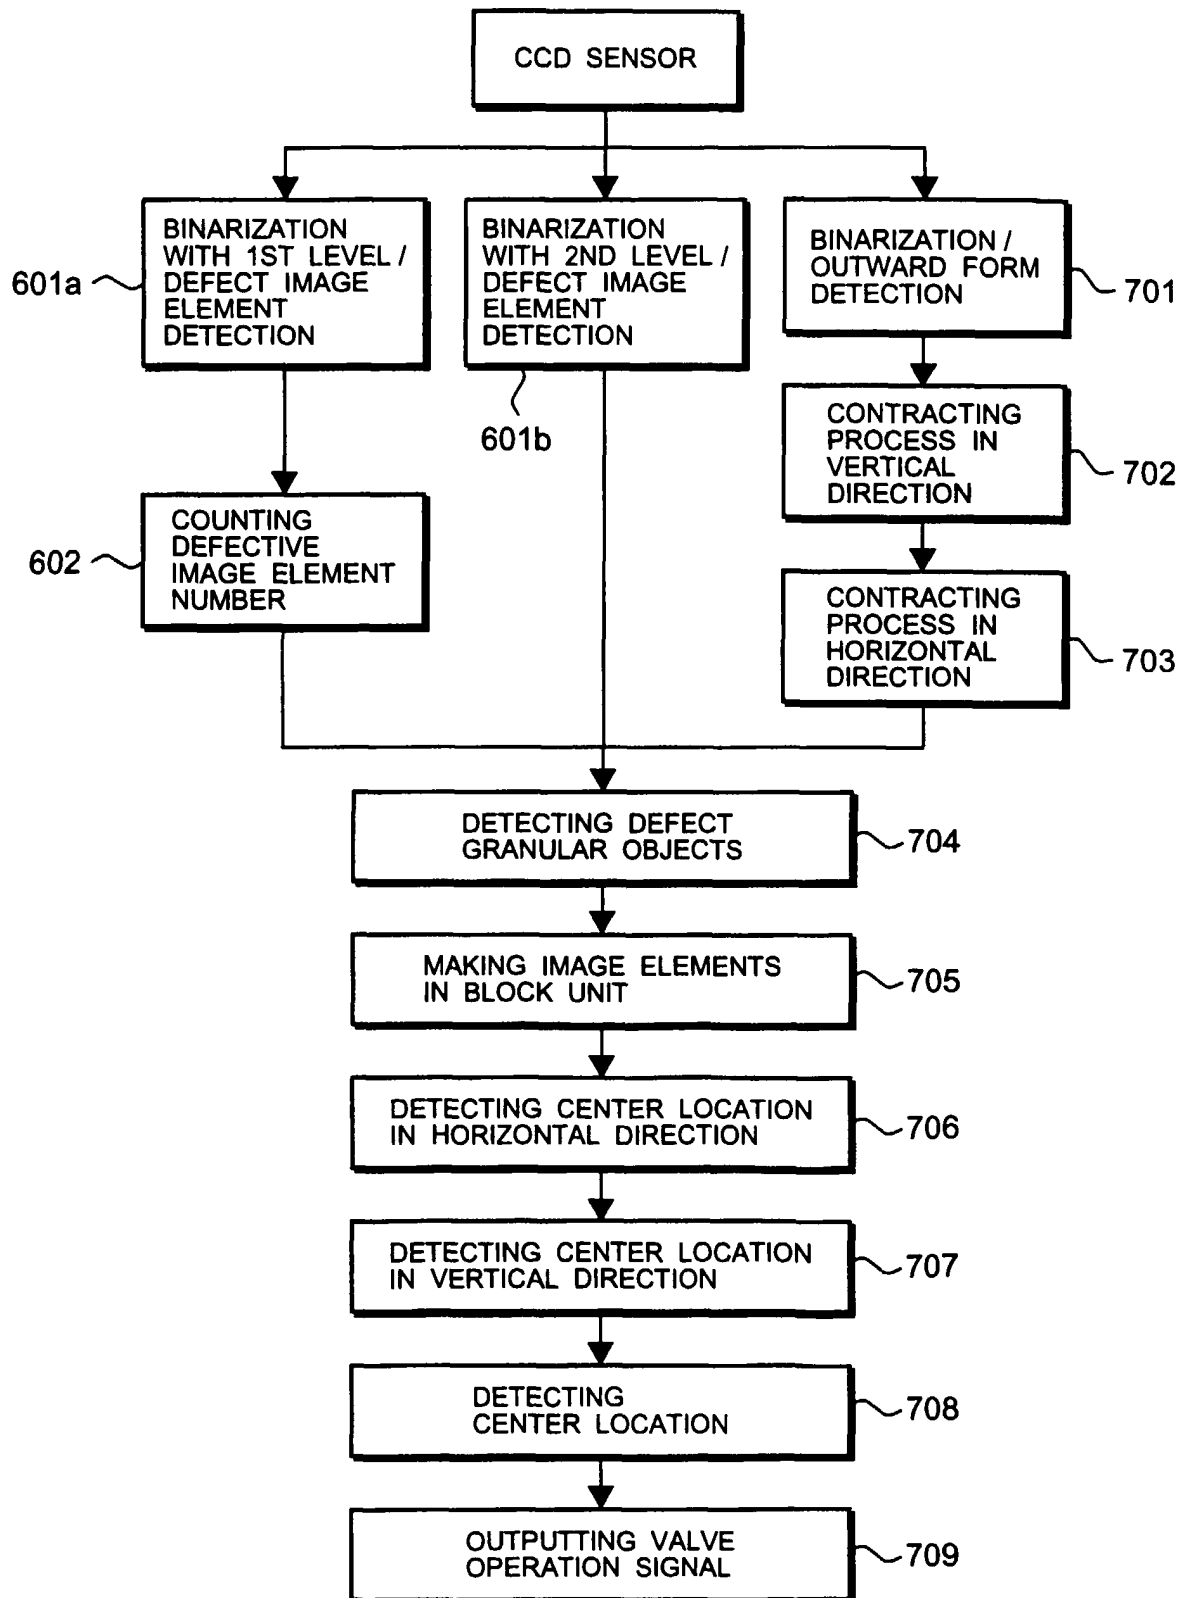 CCD SENSOR
BINARIZATION
WITH 1ST LEVEL /
DEFECT IMAGE
ELEMENT
DETECTION
601a
BINARIZATION
WITH 2ND LEVEL /
DEFECT IMAGE
ELEMENT
DETECTION
601b
BINARIZATION /
OUTWARD FORM
DETECTION
701
CONTRACTING
PROCESS IN
VERTICAL
DIRECTION
702
COUNTING
DEFECTIVE
IMAGE ELEMENT
NUMBER
602
CONTRACTING
PROCESS IN
HORIZONTAL
DIRECTION
703
DETECTING DEFECT
GRANULAR OBJECTS
704
MAKING IMAGE ELEMENTS
IN BLOCK UNIT
705
DETECTING CENTER LOCATION
IN HORIZONTAL DIRECTION
706
DETECTING CENTER LOCATION
IN VERTICAL DIRECTION
707
DETECTING
CENTER LOCATION
708
OUTPUTTING VALVE
OPERATION SIGNAL
709